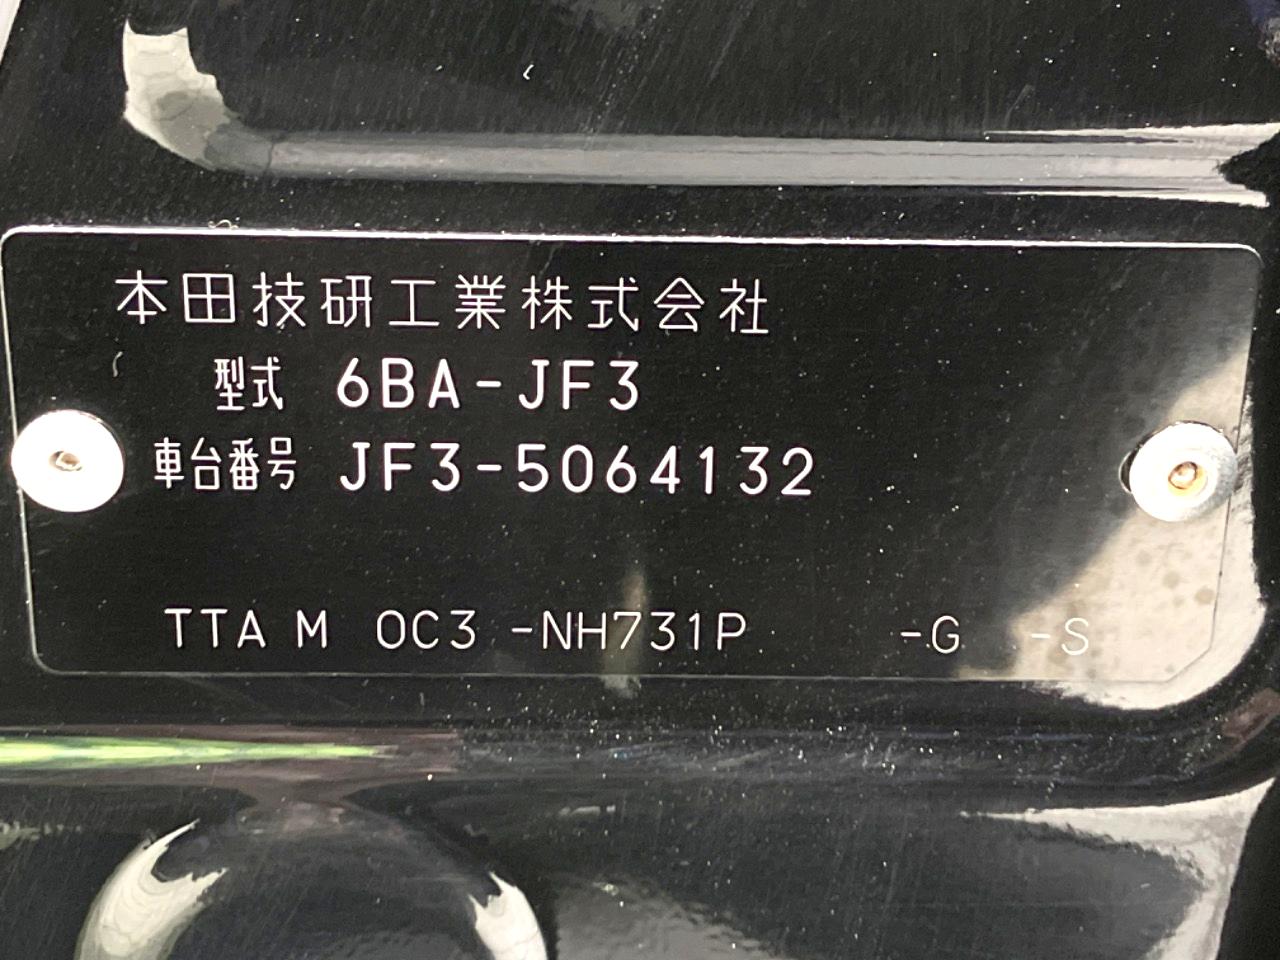 本田技研工業株式会社
型式 6BA-JF3
車台番号 JF3-5064132
TTA M OC3 -NH731P -G -S